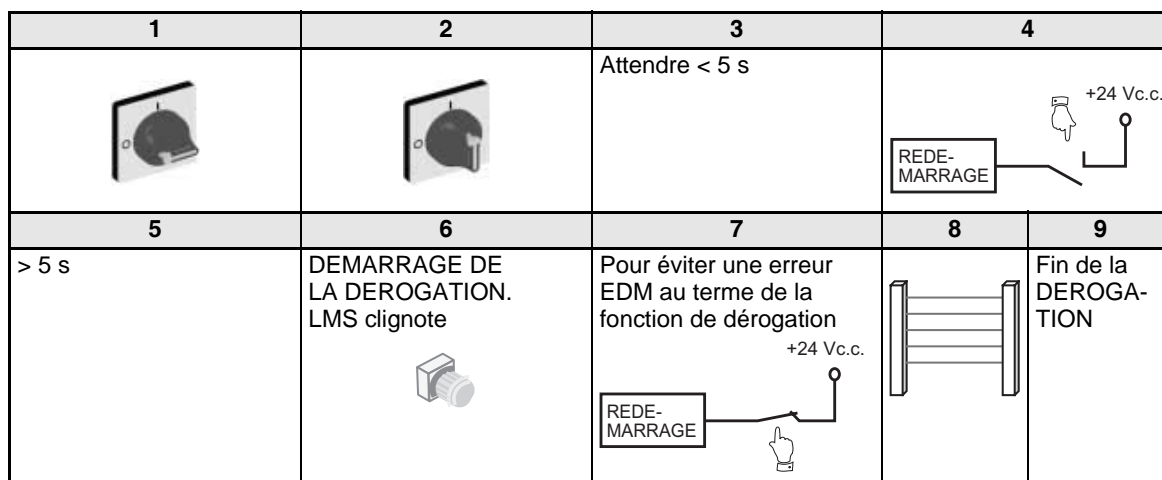 1
2
3
4
Attendre < 5 s
+24 Vc.c.
REDE-
MARRAGE
5
6
7
8
9
> 5 s
DEMARRAGE DE
LA DEROGATION.
LMS clignote
Pour éviter une erreur
EDM au terme de la
fonction de dérogation
+24 Vc.c.
REDE-
MARRAGE
Fin de la
DEROGA-
TION